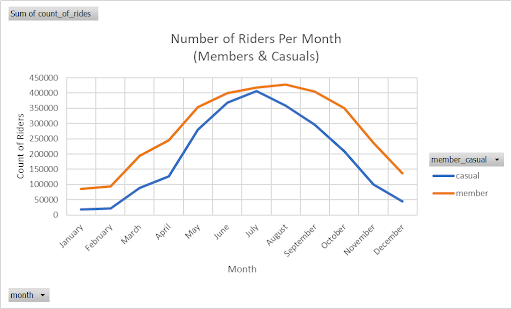 Sum of count_of_rides
Number of Riders Per Month
(Members & Casuals)
Count of Riders
450000
400000
350000
300000
250000
200000
150000
100000
50000
0
January
February
March
April
May
June
July
August
September
October
November
December
Month
member_casual
casual
member
month